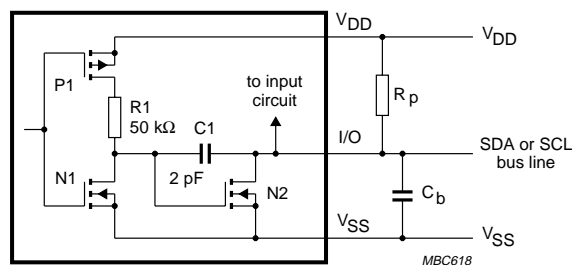 VDD
VDD
P1
to input
circuit
R1
50 kΩ
C1
Rp
I/O
SDA or SCL
bus line
N1
2 pF
N2
Cb
VSS
VSS
MBC618